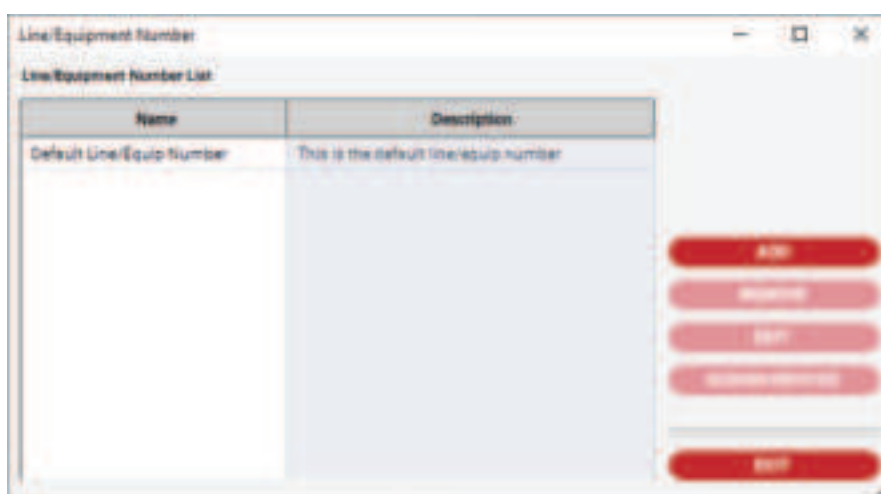 Line/Equipment Number
Line/Equipment Number List
Name Description
Default Line/Equip Number This is the default line/equip number
ADD
REMOVE
EDIT
EXIT